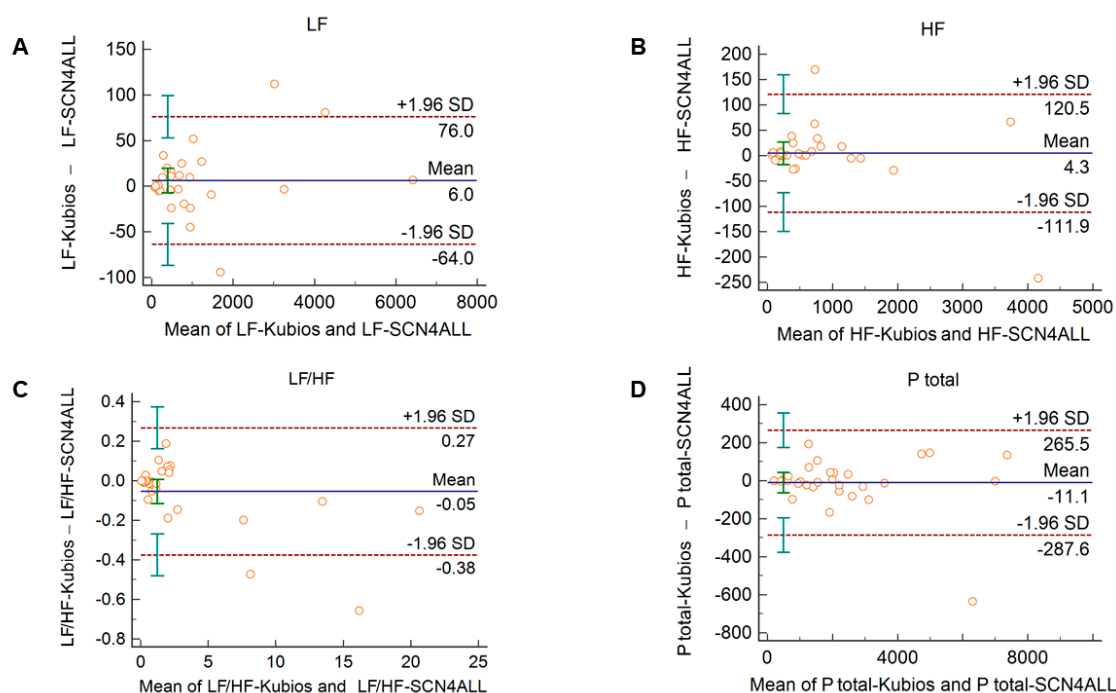 A
LF
LF-Kubios – LF-SCN4ALL
150
100
50
0
-50
-100
+1.96 SD
76.0
Mean
6.0
-1.96 SD
-64.0
0 2000 4000 6000 8000
Mean of LF-Kubios and LF-SCN4ALL
B
HF
HF-Kubios – HF-SCN4ALL
200
150
100
50
0
-50
-100
-150
-200
-250
+1.96 SD
120.5
Mean
4.3
-1.96 SD
-111.9
0 1000 2000 3000 4000 5000
Mean of HF-Kubios and HF-SCN4ALL
C
LF/HF
LF/HF-Kubios – LF/HF-SCN4ALL
0.4
0.2
0.0
-0.2
-0.4
-0.6
-0.8
+1.96 SD
0.27
Mean
-0.05
-1.96 SD
-0.38
0 5 10 15 20 25
Mean of LF/HF-Kubios and LF/HF-SCN4ALL
D
P total
P total-Kubios – P total-SCN4ALL
400
200
0
-200
-400
-600
-800
+1.96 SD
265.5
Mean
-11.1
-1.96 SD
-287.6
0 4000 8000
Mean of P total-Kubios and P total-SCN4ALL